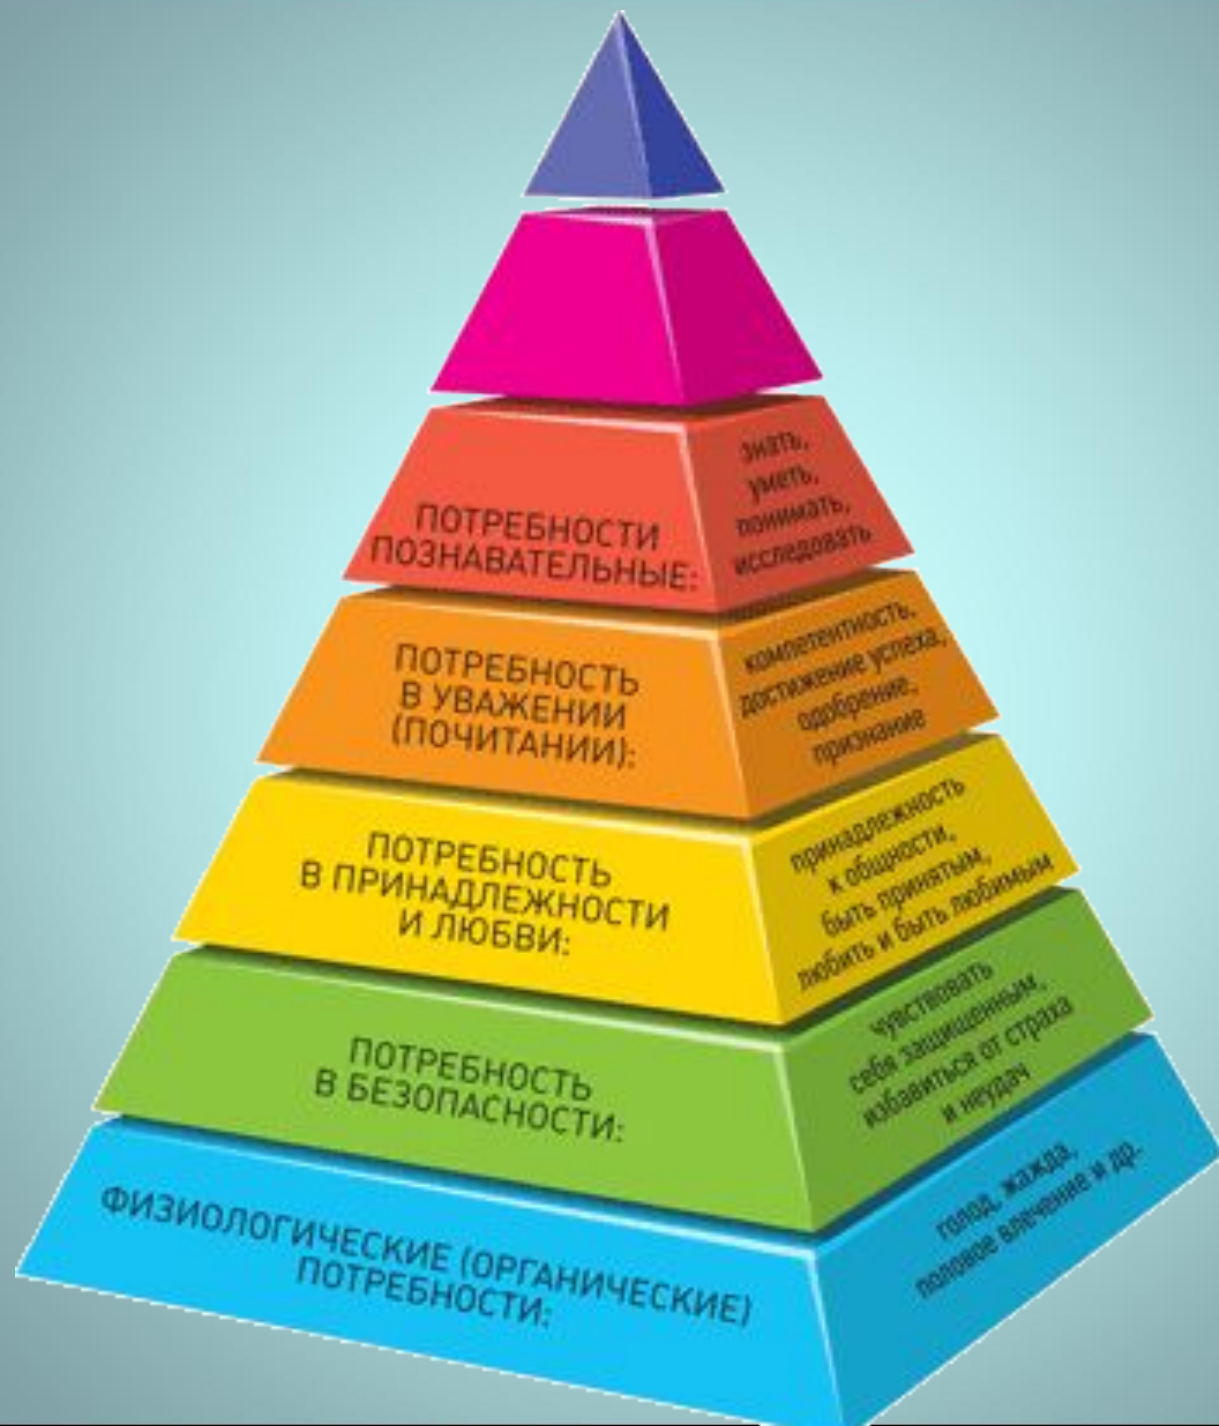 ПОТРЕБНОСТИ
ПОЗНАВАТЕЛЬНЫЕ:
знать,
уметь,
понимать,
исследовать
ПОТРЕБНОСТЬ
В УВАЖЕНИИ
(ПОЧИТАНИИ):
компетентность,
достижение успеха,
одобрение,
признание
ПОТРЕБНОСТЬ
В ПРИНАДЛЕЖНОСТИ
И ЛЮБВИ:
принадлежность
к общности,
быть принятым,
любить и быть любимым
ПОТРЕБНОСТЬ
В БЕЗОПАСНОСТИ:
чувствовать
себя защищенным,
избавиться от страха
и неудач
ФИЗИОЛОГИЧЕСКИЕ (ОРГАНИЧЕСКИЕ)
ПОТРЕБНОСТИ:
голод, жажда,
половое влечение и др.